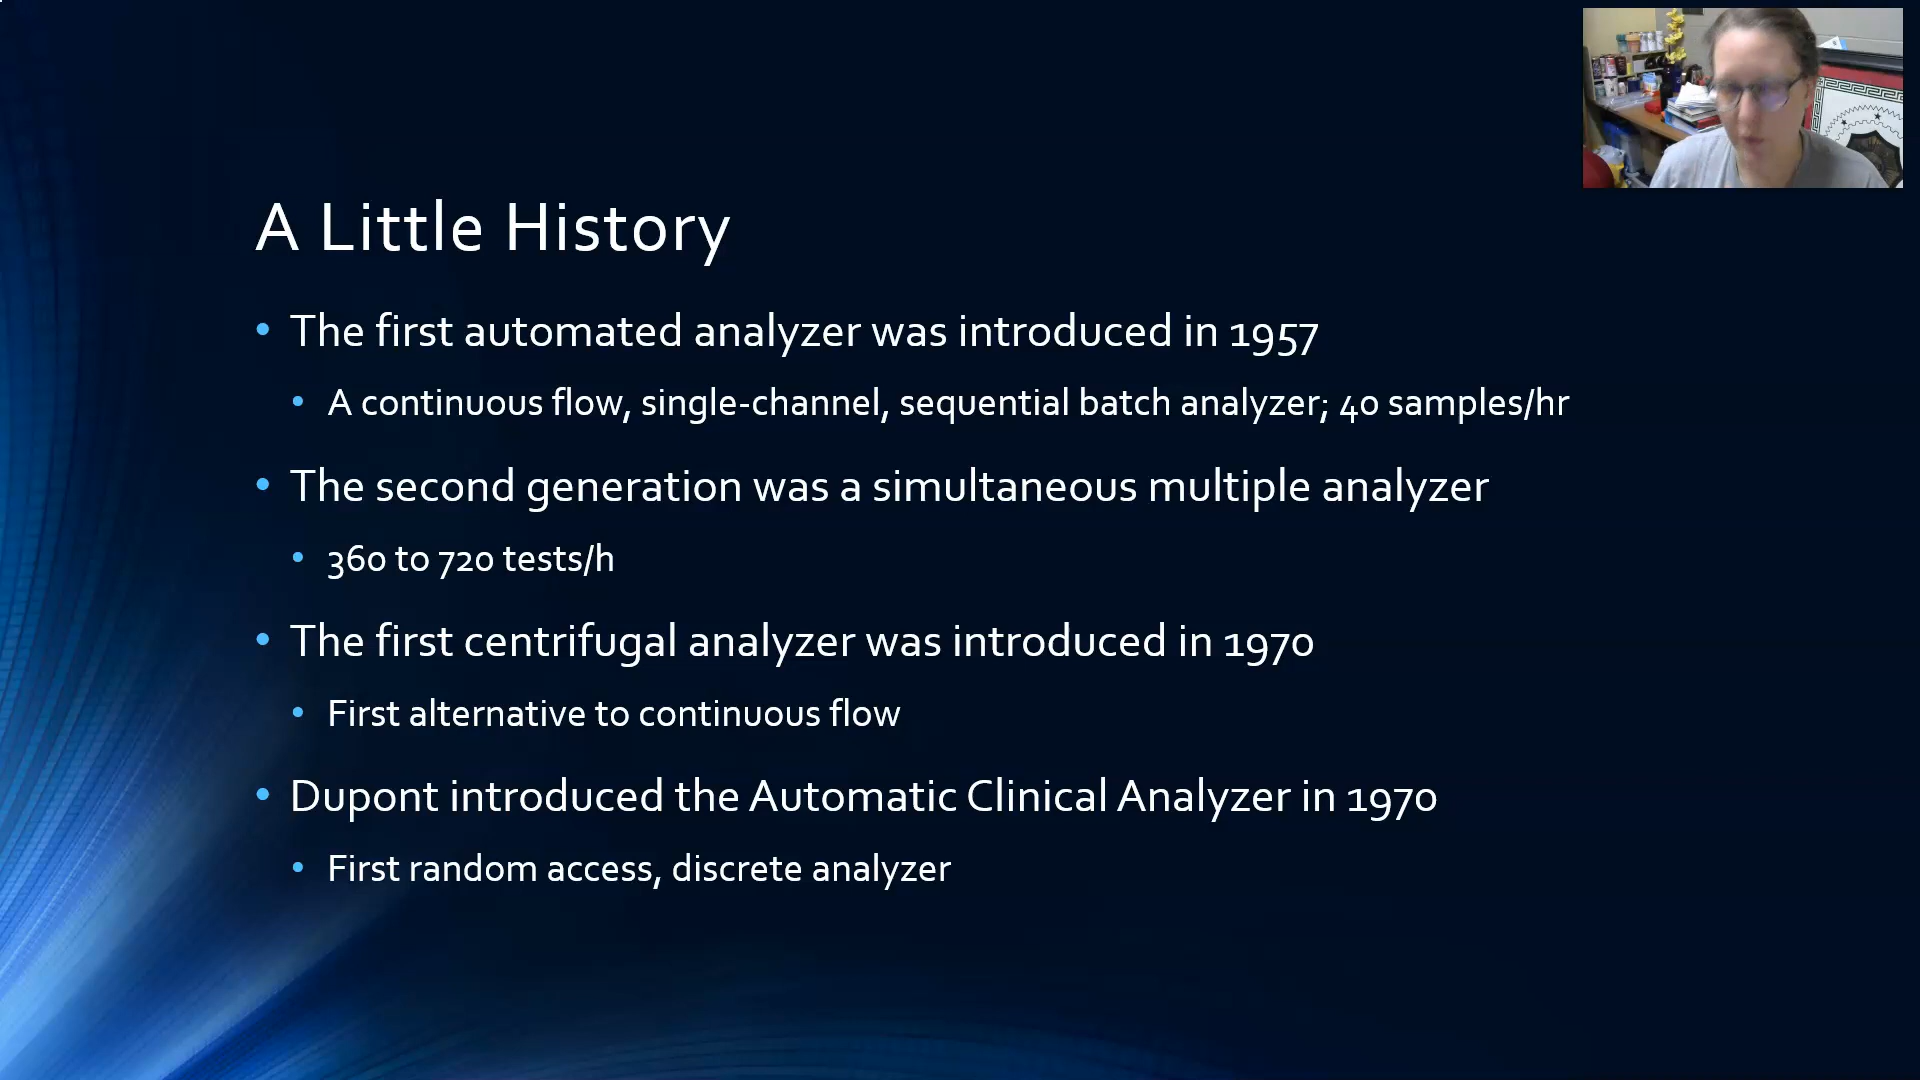 A Little History
• The first automated analyzer was introduced in 1957
• A continuous flow, single-channel, sequential batch analyzer; 40 samples/hr
• The second generation was a simultaneous multiple analyzer
• 360 to 720 tests/h
• The first centrifugal analyzer was introduced in 1970
• First alternative to continuous flow
• Dupont introduced the Automatic Clinical Analyzer in 1970
• First random access, discrete analyzer